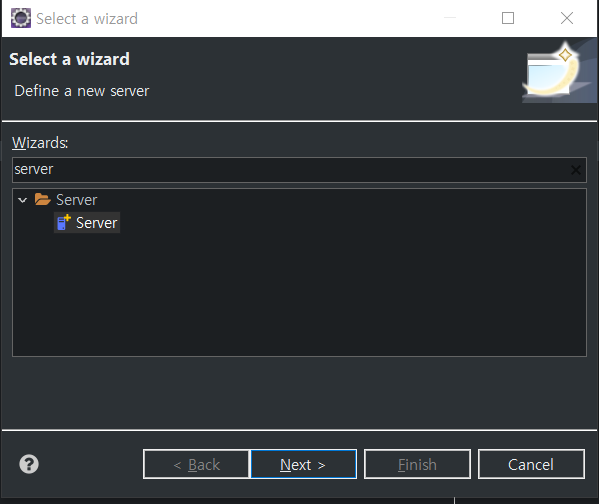 Select a wizard
Select a wizard
Define a new server
Wizards:
server
Server
Server
< Back
Next >
Finish
Cancel